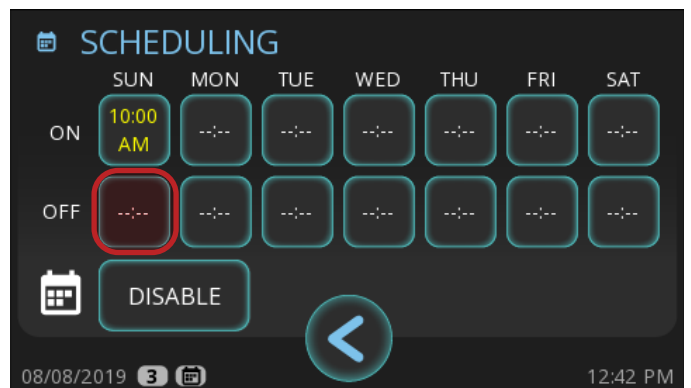 SCHEDULING
SUN MON TUE WED THU FRI SAT
ON 10:00 AM --:-- --:-- --:-- --:-- --:-- --:--
OFF --:-- --:-- --:-- --:-- --:-- --:-- --:--
DISABLE
08/08/2019 3 12:42 PM